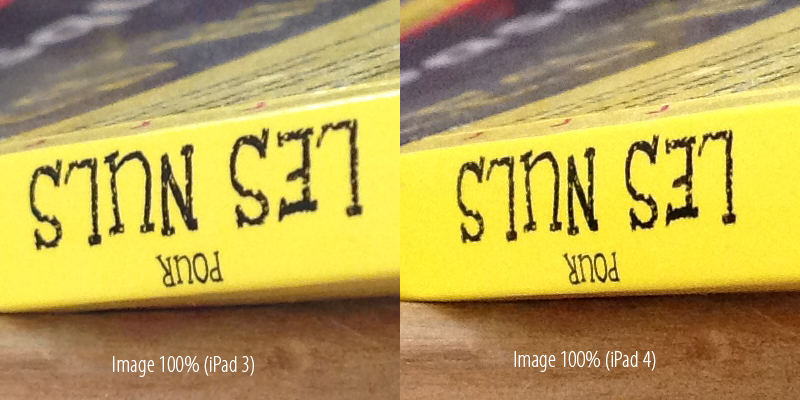 POUR
LES NULS
POUR
LES NULS
Image 100% (iPad 3)
Image 100% (iPad 4)